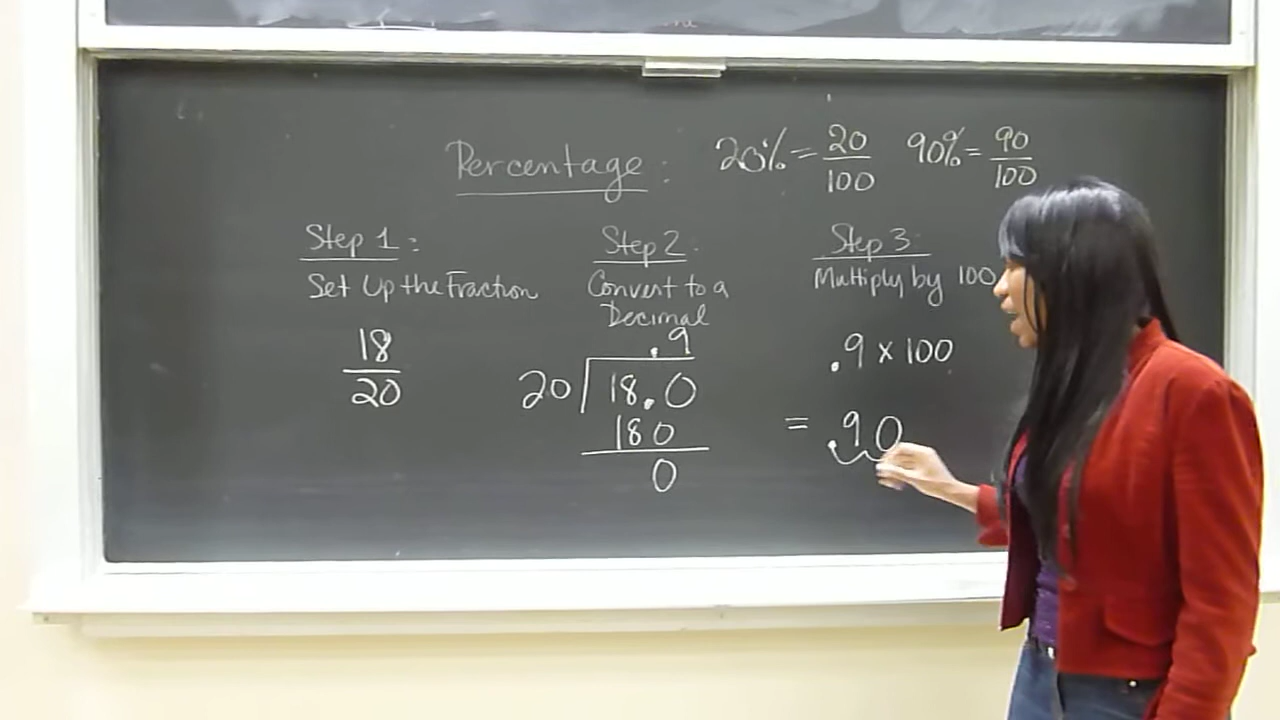 Percentage: 20% = 20/100 90% = 90/100
Step 1:
Set Up the Fraction
18/20
Step 2:
Convert to a
Decimal
.9
20 18.0
180
0
Step 3
Multiply by 100
.9 x 100
= .90